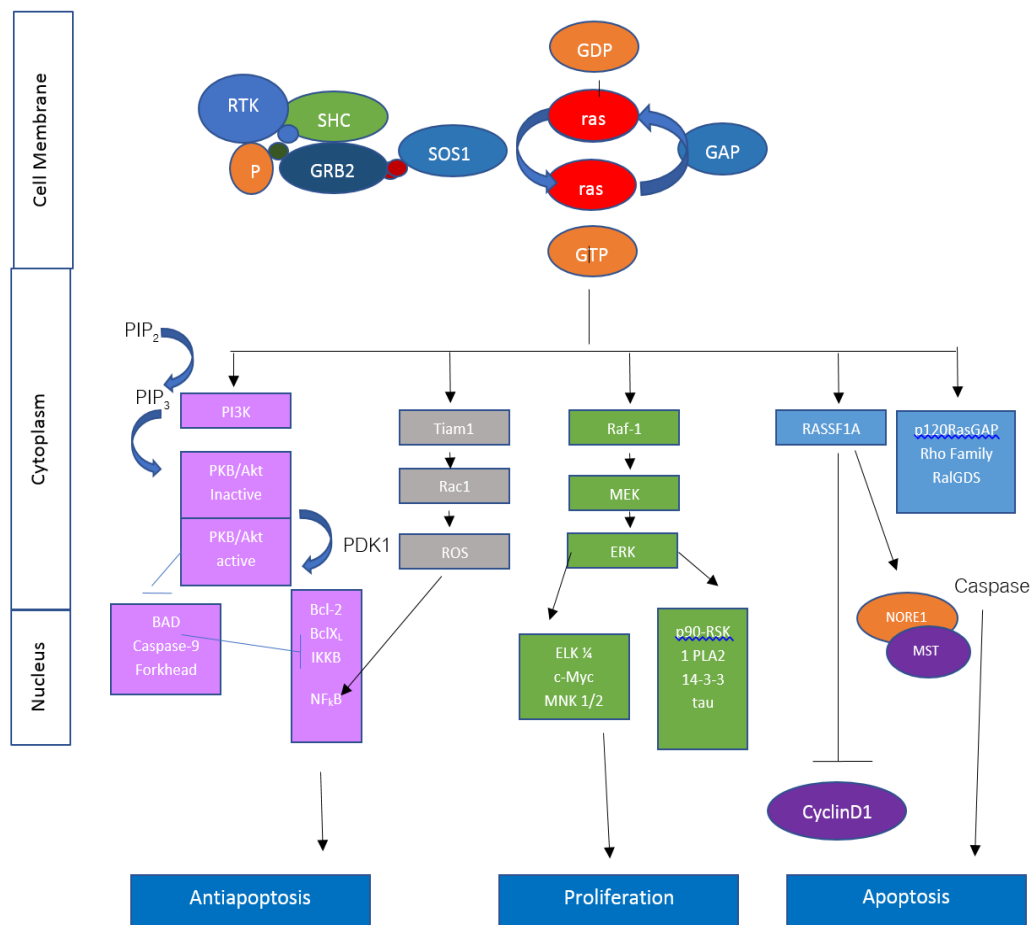 Cell Membrane
Cytoplasm
Nucleus
GDP
RTK
SHC
P
GRB2
SOS1
ras
ras
GAP
GTP
PIP2
PIP3
PI3K
PKB/Akt
Inactive
PKB/Akt
active
PDK1
BAD
Caspase-9
Forkhead
Bcl-2
BclXL
IKKB
NFkB
Tiam1
Rac1
ROS
Raf-1
MEK
ERK
ELK ¼
c-Myc
MNK 1/2
p90-RSK
1 PLA2
14-3-3
tau
RASSF1A
p120RasGAP
Rho Family
RalGDS
NORE1
MST
Caspase
CyclinD1
Antiapoptosis
Proliferation
Apoptosis